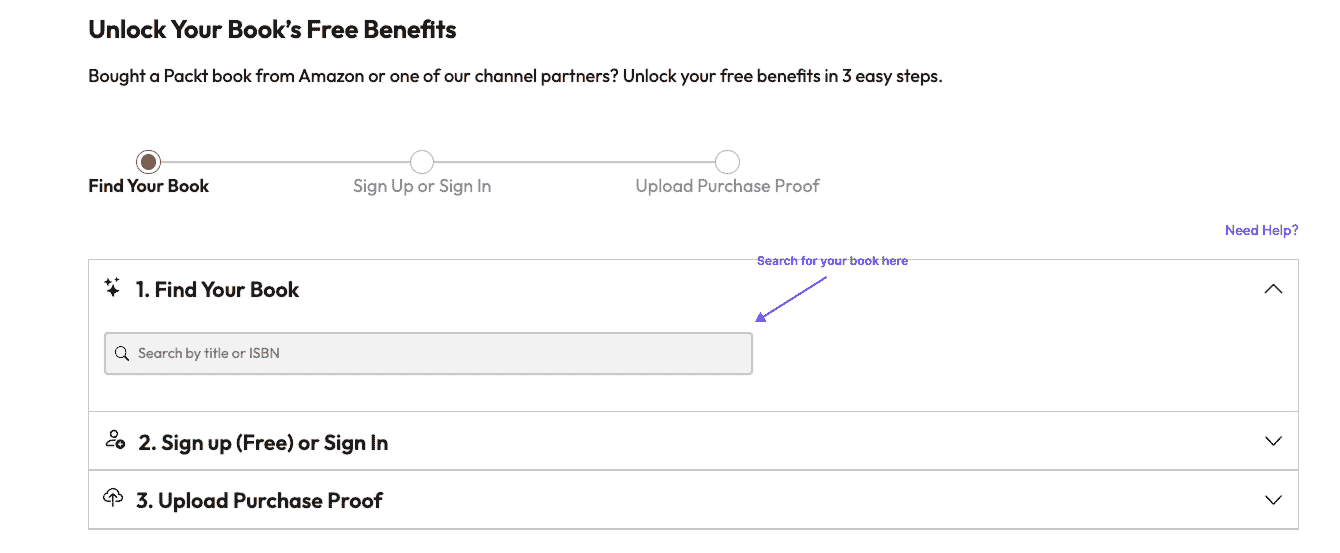 Unlock Your Book’s Free Benefits
Bought a Packt book from Amazon or one of our channel partners? Unlock your free benefits in 3 easy steps.
Find Your Book
Sign Up or Sign In
Upload Purchase Proof
Need Help?
Search for your book here
1. Find Your Book
Search by title or ISBN
2. Sign up (Free) or Sign In
3. Upload Purchase Proof